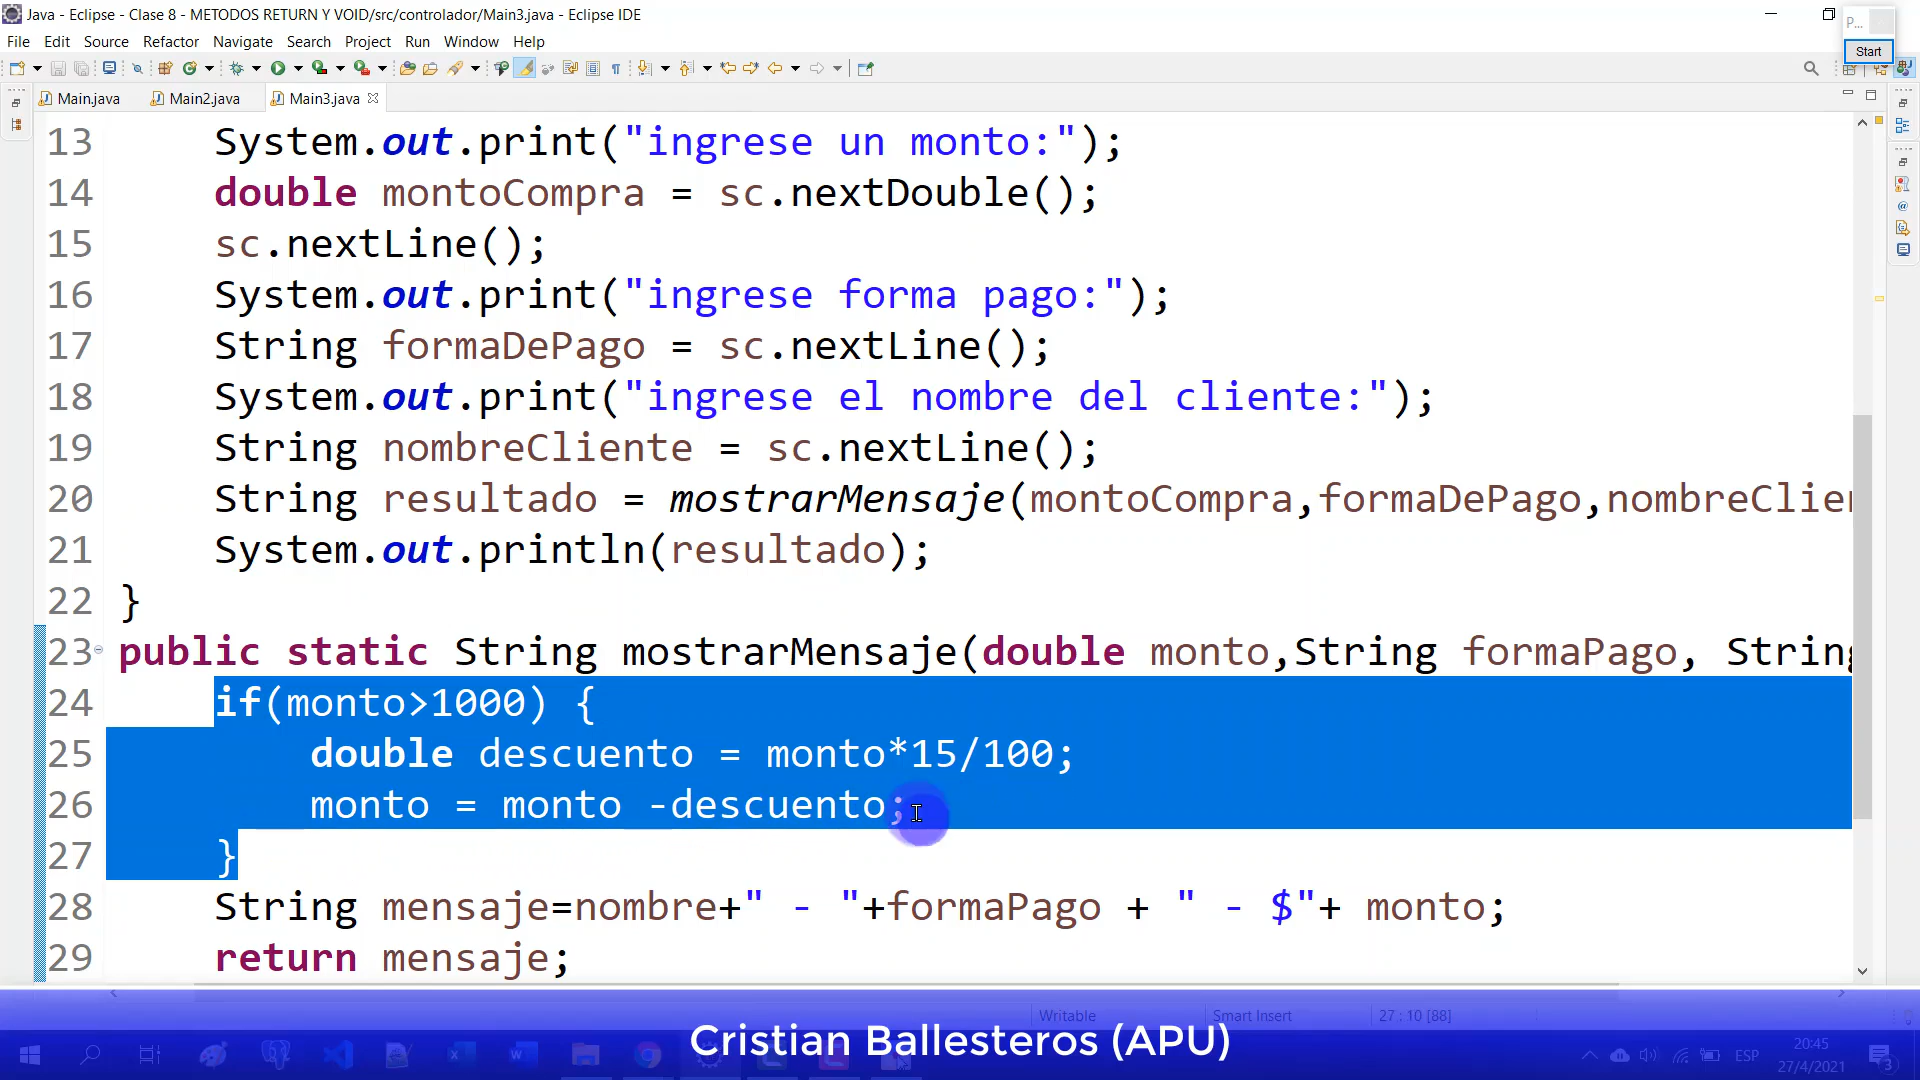 Java - Eclipse - Clase 8 - METODOS RETURN Y VOID/src/controlador/Main3.java - Eclipse IDE
P...
Start
File Edit Source Refactor Navigate Search Project Run Window Help
Main.java Main2.java Main3.java
13 System.out.print("ingrese un monto:");
14 double montoCompra = sc.nextDouble();
15 sc.nextLine();
16 System.out.print("ingrese forma pago:");
17 String formaDePago = sc.nextLine();
18 System.out.print("ingrese el nombre del cliente:");
19 String nombreCliente = sc.nextLine();
20 String resultado = mostrarMensaje(montoCompra,formaDePago,nombreClien
21 System.out.println(resultado);
22 }
23 public static String mostrarMensaje(double monto,String formaPago, String
24 if(monto>1000) {
25 double descuento = monto*15/100;
26 monto = monto -descuento;
27 }
28 String mensaje=nombre+" - "+formaPago + " - $"+ monto;
29 return mensaje;
Writable Smart Insert 27 : 10 [88]
Cristian Ballesteros (APU)
ESP
20:45
27/4/2021
3